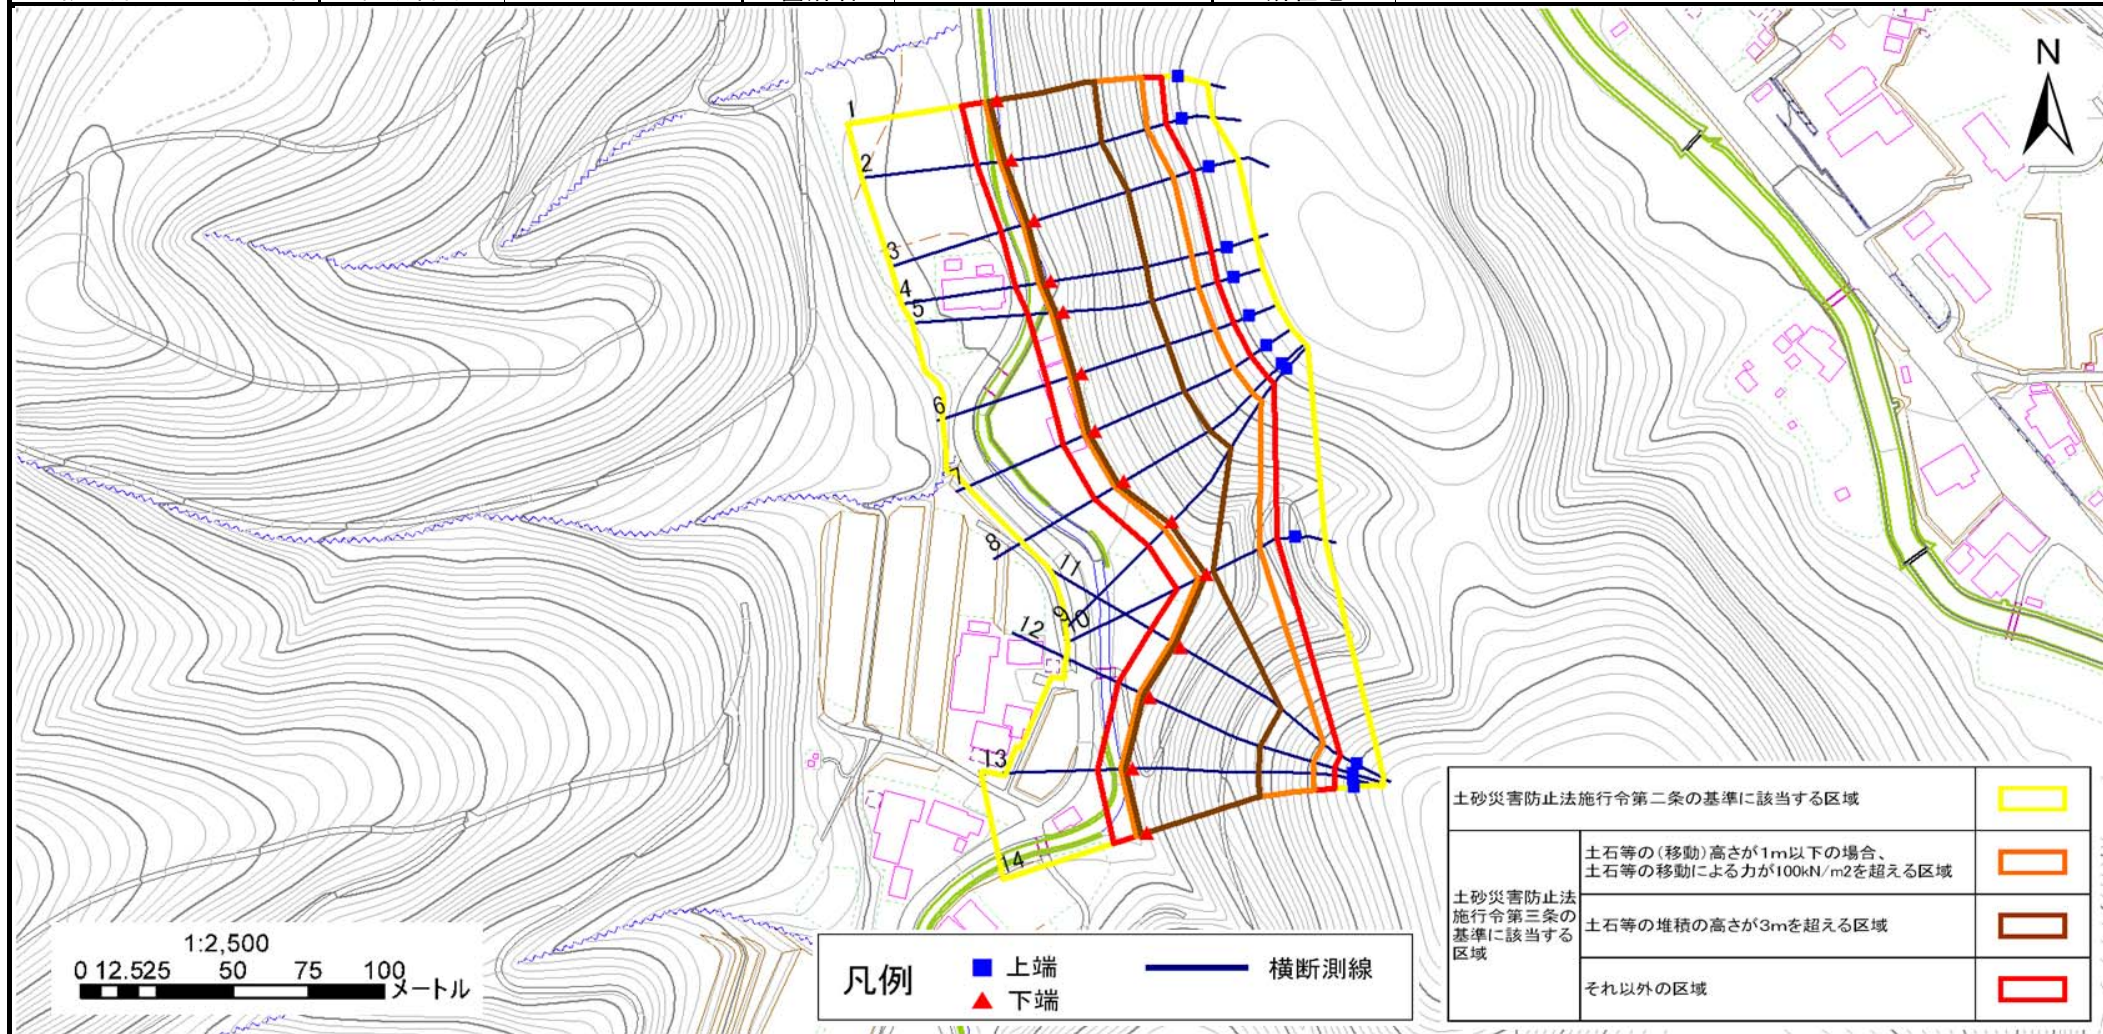 N
1
2
3
4
5
6
7
8
11
9
10
12
13
14
1:2,500
0 12.525 50 75 100
メートル
凡例
上端
横断測線
下端
土砂災害防止法施行令第二条の基準に該当する区域
土砂災害防止法
施行令第三条の
基準に該当する
区域
土石等の(移動)高さが1m以下の場合、
土石等の移動による力が100kN/m2を超える区域
土石等の堆積の高さが3mを超える区域
それ以外の区域